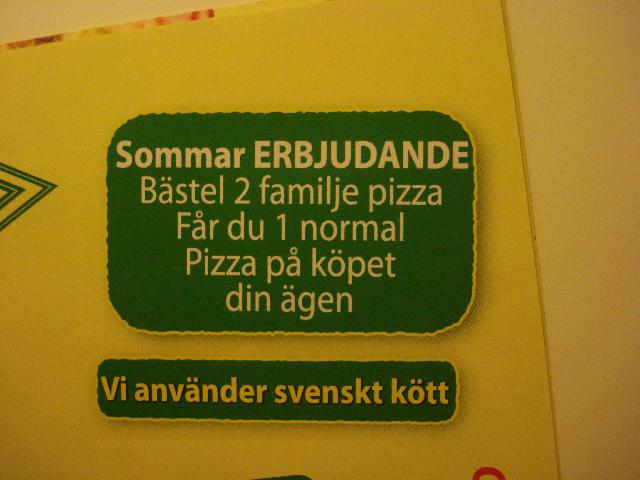 Sommar ERBJUDANDE
Bästel 2 familje pizza
Får du 1 normal
Pizza på köpet
din ägen
Vi använder svenskt kött